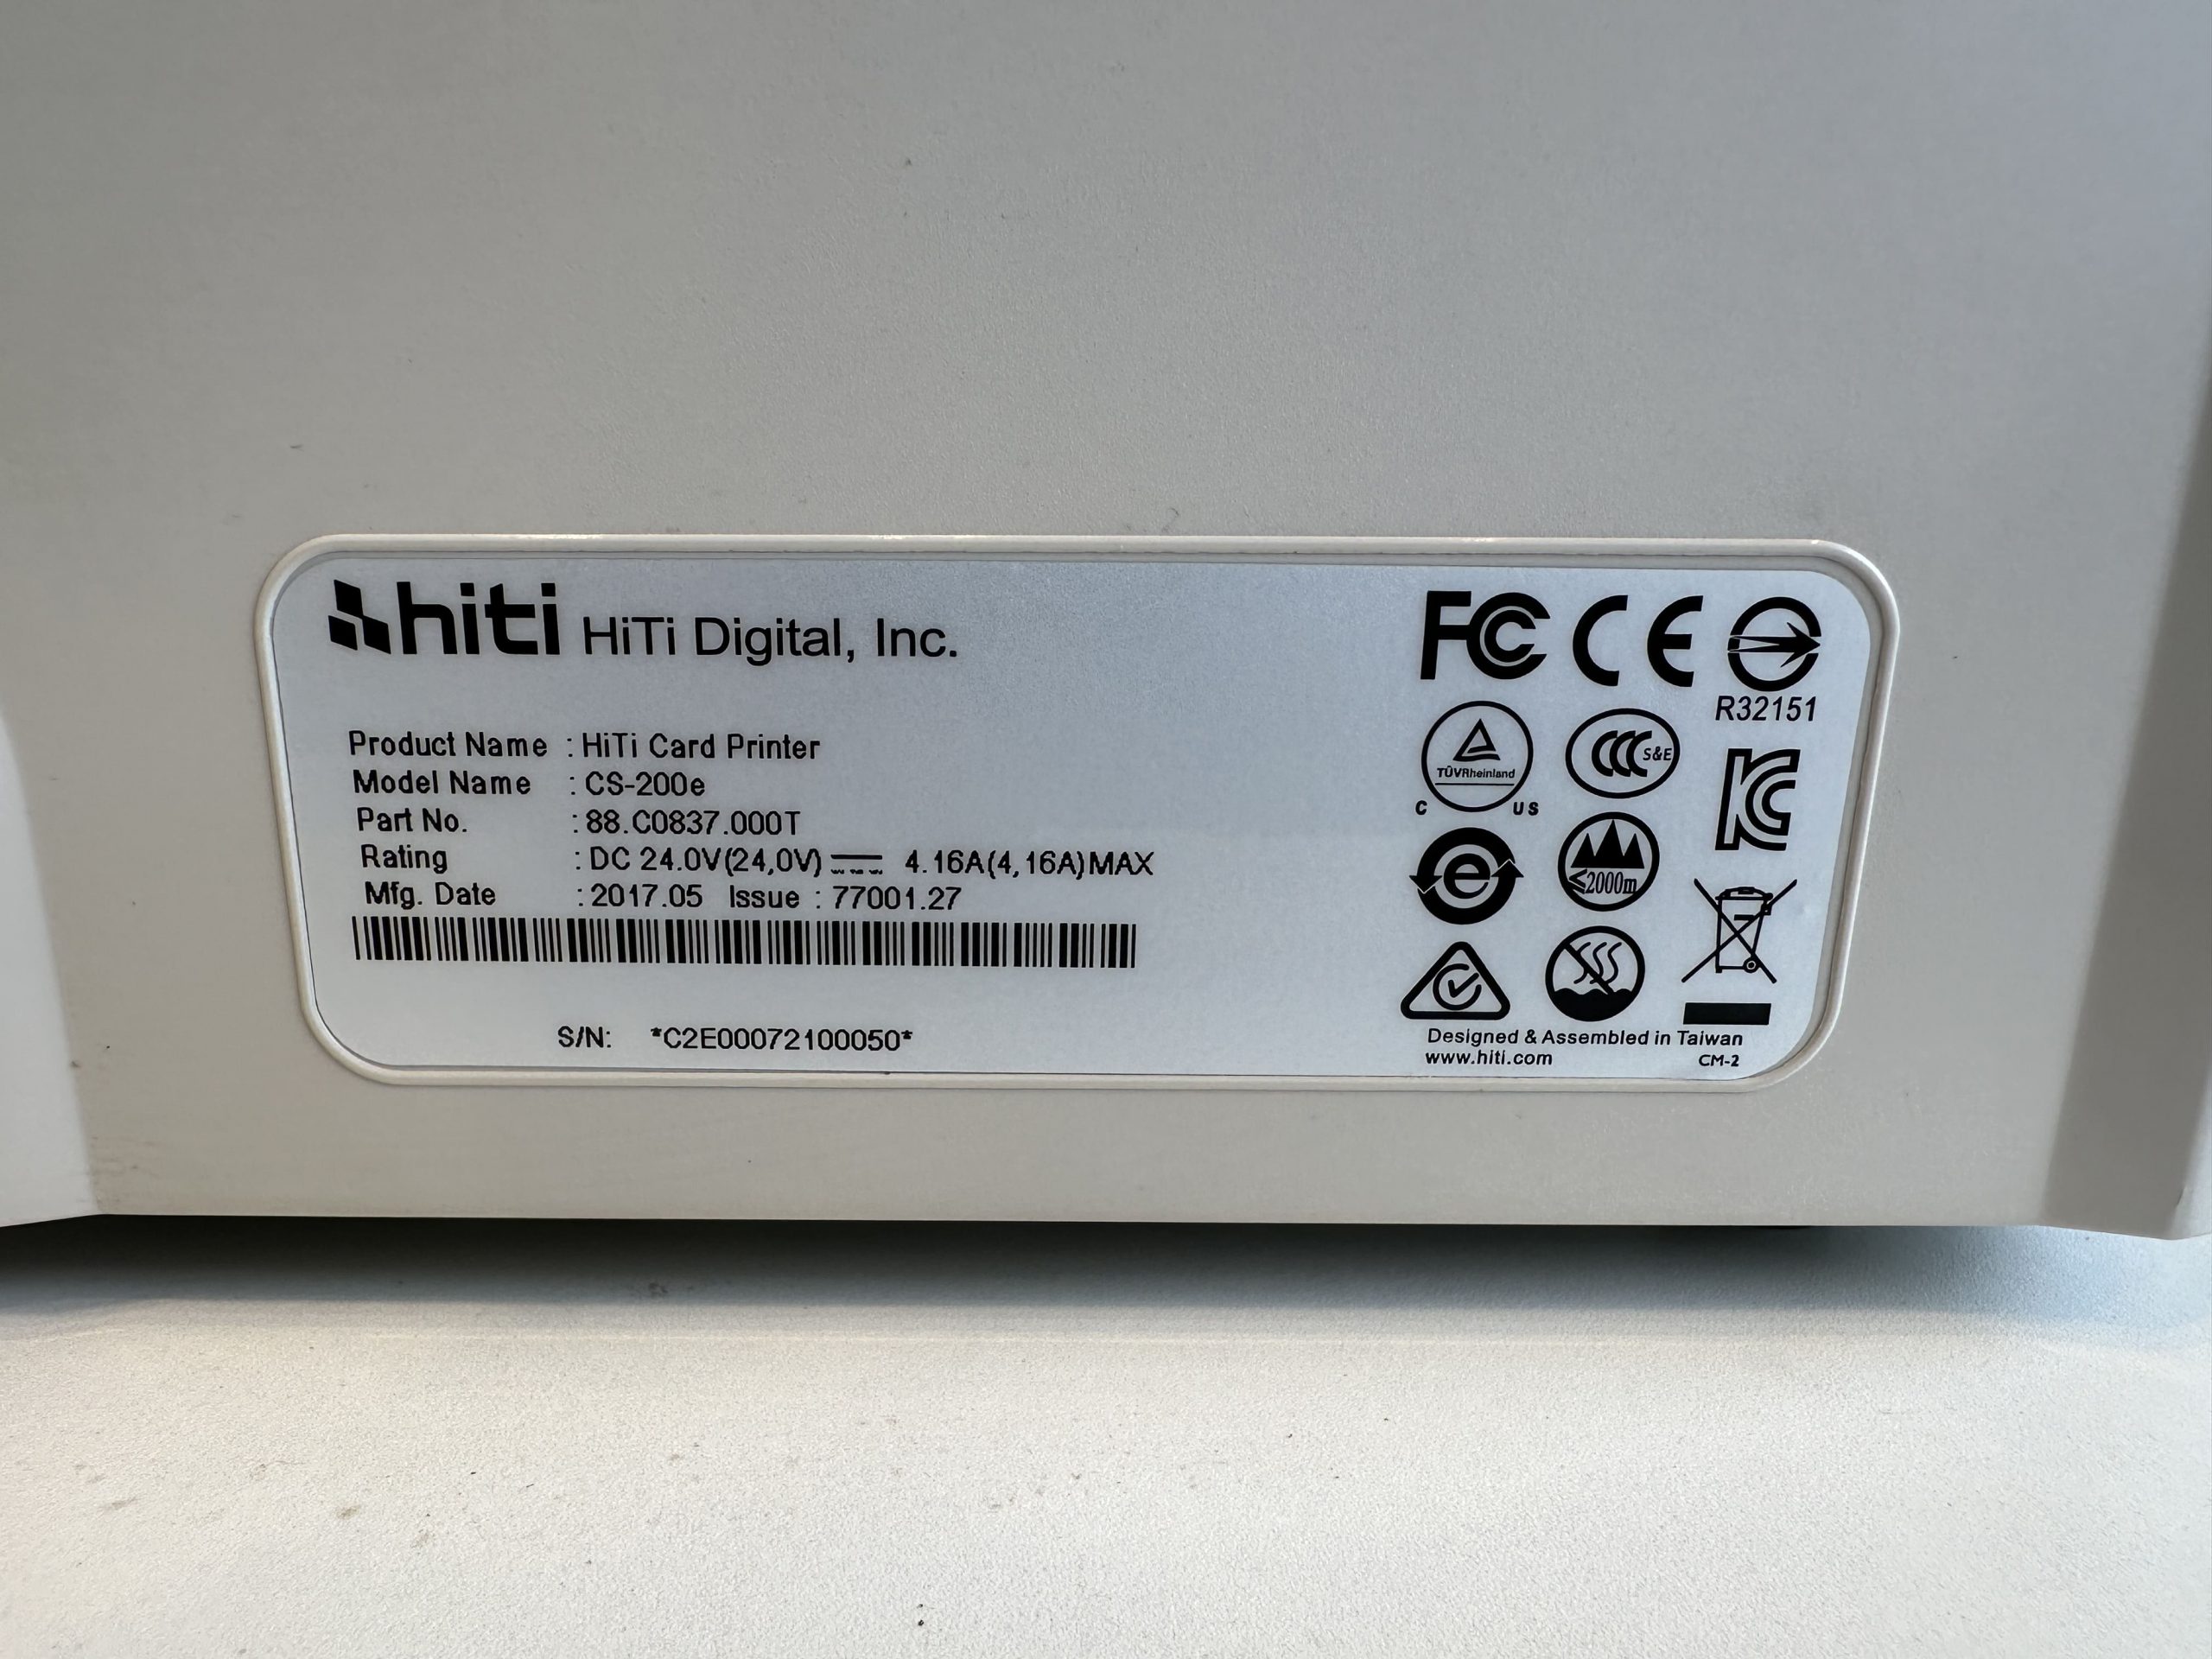 hiti HiTi Digital, Inc.
Product Name : HiTi Card Printer
Model Name : CS-200e
Part No. : 88.C0837.000T
Rating : DC 24.0V(24,0V) 4.16A(4,16A)MAX
Mfg. Date : 2017.05 Issue : 77001.27
S/N: *C2E00072100050*
FC CE
R32151
TÜVRheinland
C US
CCC S&E
KC
e
≤2000m
Designed & Assembled in Taiwan
www.hiti.com CM-2